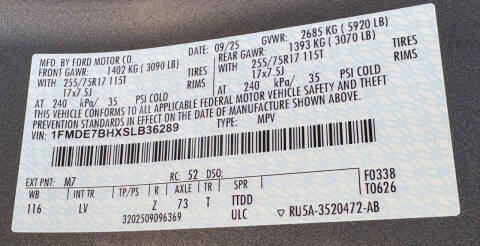 MFD. BY FORD MOTOR CO. DATE: 09/25 GVWR: 2685 KG (5920 LB)
FRONT GAWR: 1402 KG (3090 LB) REAR GAWR: 1393 KG (3070 LB)
WITH 255/75R17 115T TIRES WITH 255/75R17 115T TIRES
17x7.5J RIMS 17x7.5J RIMS
AT 240 kPa/ 35 PSI COLD AT 240 kPa/ 35 PSI COLD
THIS VEHICLE CONFORMS TO ALL APPLICABLE FEDERAL MOTOR VEHICLE SAFETY AND THEFT
PREVENTION STANDARDS IN EFFECT ON THE DATE OF MANUFACTURE SHOWN ABOVE.
VIN: 1FMDE7BHXSLB36289 TYPE: MPV
EXT PNT: M7 RC: 52 DSO: F0338
WB INT TR TP/PS R AXLE TR SPR T0626
116 LV Z 73 T TTDD
3202509096369 ULC ▽ RU5A-3520472-AB